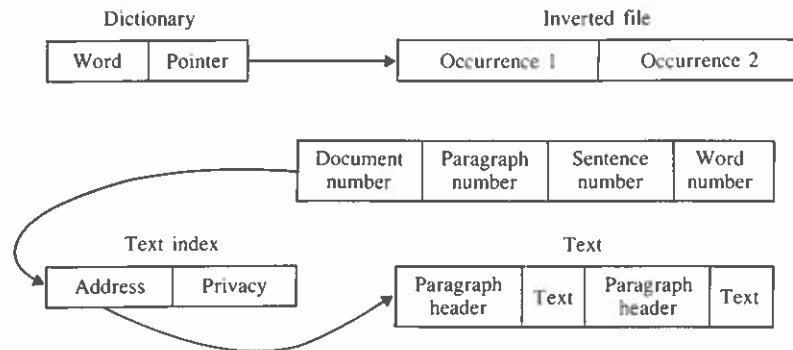 Dictionary
Inverted file
Word
Pointer
Occurrence 1
Occurrence 2
Document number
Paragraph number
Sentence number
Word number
Text index
Text
Address
Privacy
Paragraph header
Text
Paragraph header
Text